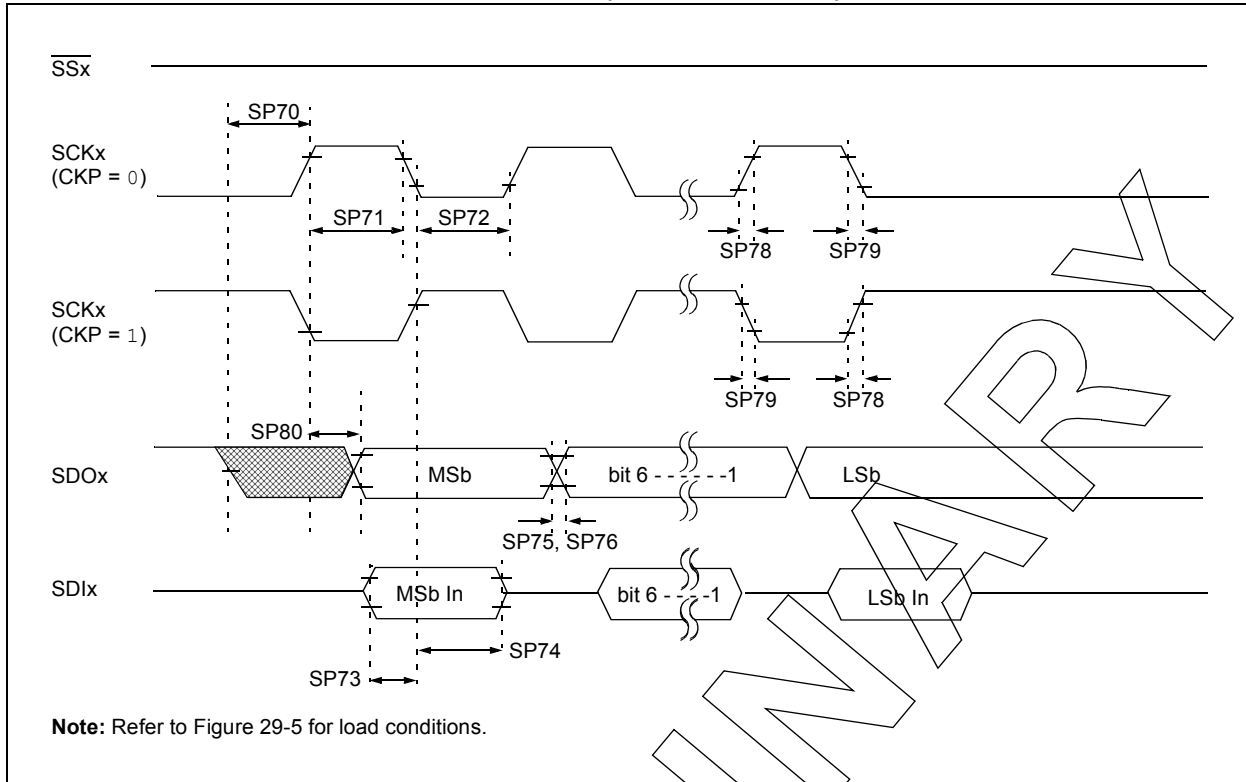 SSx
SP70
SCKx
(CKP = 0)
SP71
SP72
SP78
SP79
SCKx
(CKP = 1)
SP79
SP78
SP80
SDOx
MSb
bit 6 - - - - - -1
LSb
SP75, SP76
SDIx
MSb In
bit 6 - - - - -1
LSb In
SP74
SP73
Note: Refer to Figure 29-5 for load conditions.
INARY